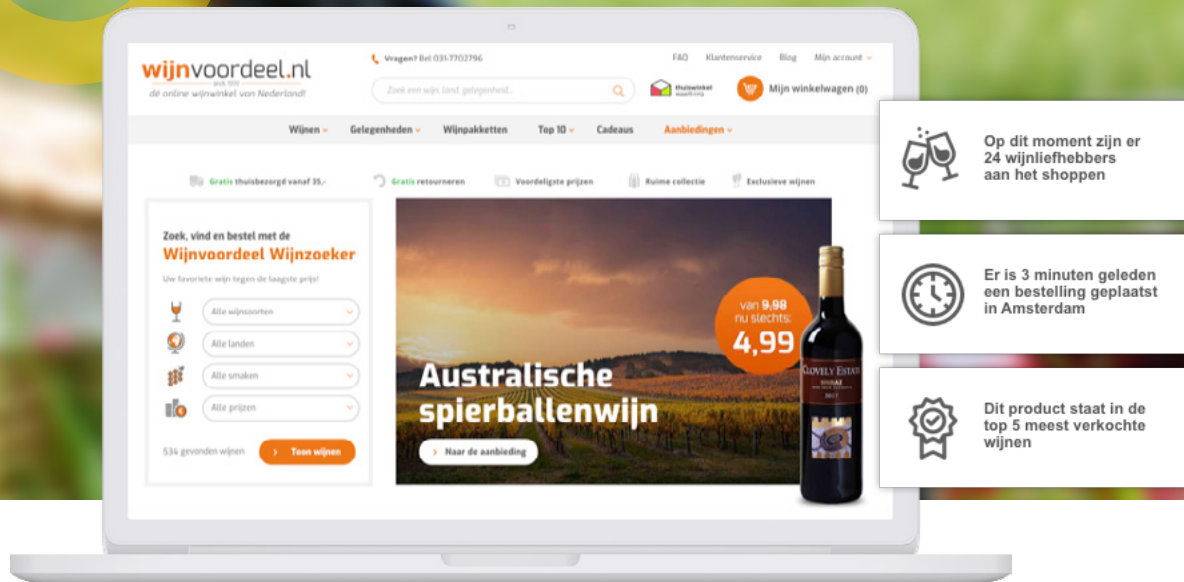 wijnvoordeel.nl
dé online wijnwinkel van Nederland!
Vragen? Bel 031-7702796
FAQ Klantenservice Blog Mijn account
Zoek een wijn, land, gelegenheid..
thuiswinkel
waarborg
Mijn winkelwagen (0)
Wijnen Gelegenheden Wijnpakketten Top 10 Cadeaus Aanbiedingen
Gratis thuisbezorgd vanaf 35,- Gratis retourneren Voordeligste prijzen Ruime collectie Exclusieve wijnen
Zoek, vind en bestel met de
Wijnvoordeel Wijnzoeker
Uw favoriete wijn tegen de laagste prijs!
Alle wijnsoorten
Alle landen
Alle smaken
Alle prijzen
534 gevonden wijnen
Toon wijnen
van 9,98
nu slechts:
4,99
Australische
spierballenwijn
Naar de aanbieding
CLOVELY ESTATE
SHIRAZ
2017
Op dit moment zijn er
24 wijnliefhebbers
aan het shoppen
Er is 3 minuten geleden
een bestelling geplaatst
in Amsterdam
Dit product staat in de
top 5 meest verkochte
wijnen